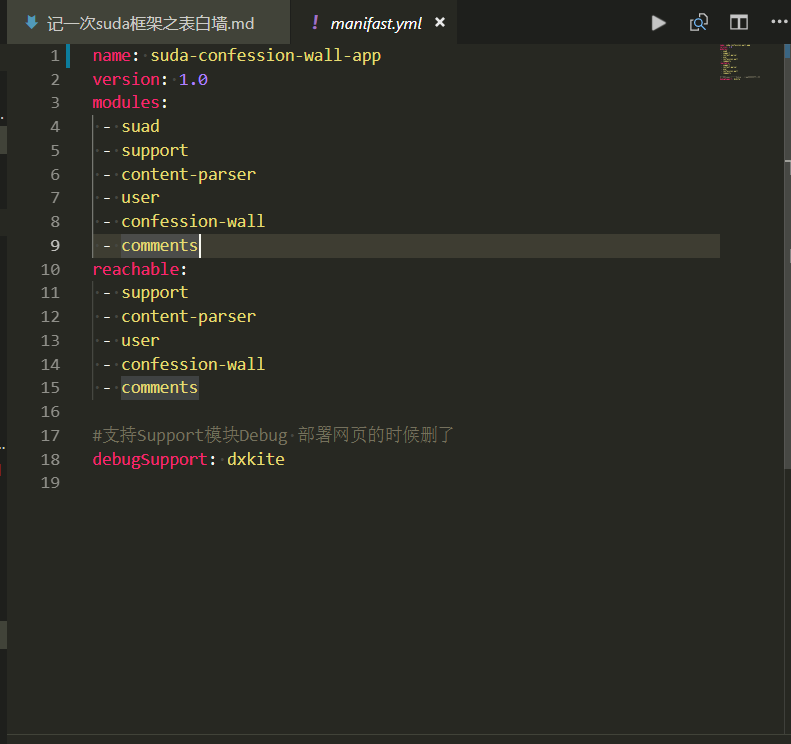 记一次suda框架之表白墙.md
! manifast.yml ×
1 name: suda-confession-wall-app
2 version: 1.0
3 modules:
4 - suad
5 - support
6 - content-parser
7 - user
8 - confession-wall
9 - comments
10 reachable:
11 - support
12 - content-parser
13 - user
14 - confession-wall
15 - comments
16
17 #支持Support模块Debug 部署网页的时候删了
18 debugSupport: dxkite
19